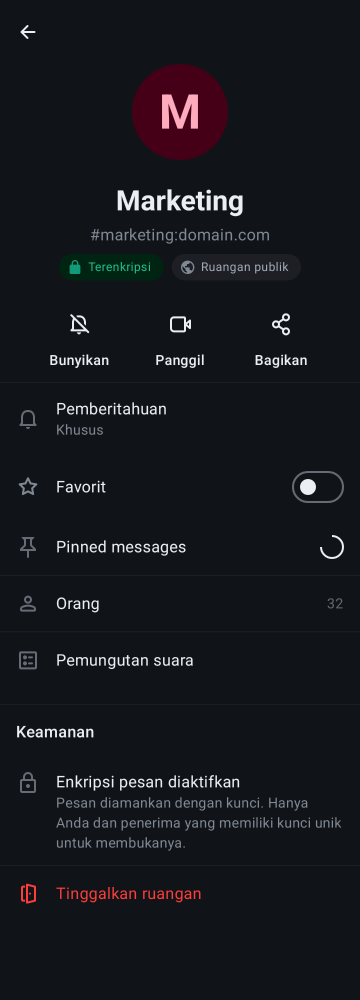 M
Marketing
#marketing:domain.com
Terenkripsi
Ruangan publik
Bunyikan
Panggil
Bagikan
Pemberitahuan
Khusus
Favorit
Pinned messages
Orang
32
Pemungutan suara
Keamanan
Enkripsi pesan diaktifkan
Pesan diamankan dengan kunci. Hanya
Anda dan penerima yang memiliki kunci unik
untuk membukanya.
Tinggalkan ruangan